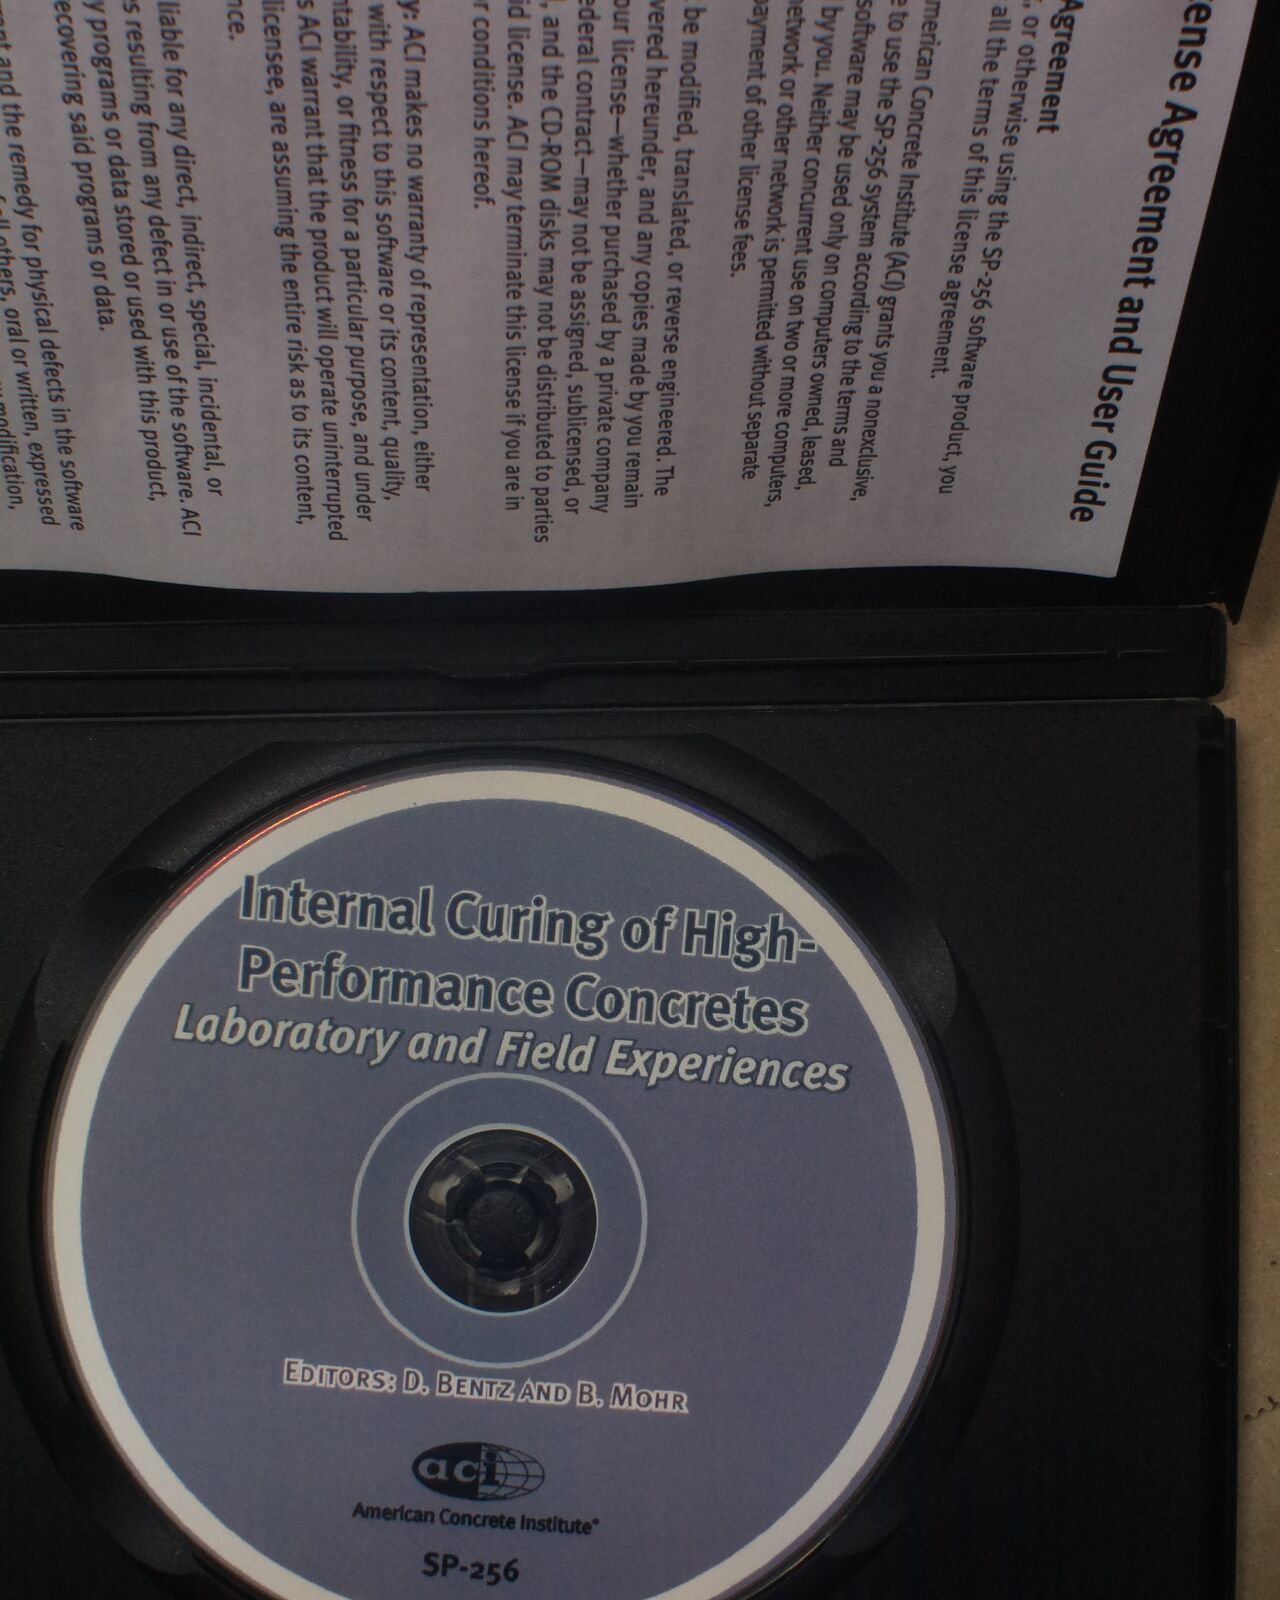 ense Agreement and User Guide
Agreement
, or otherwise using the SP-256 software product, you
all the terms of this license agreement.
merican Concrete Institute (ACI) grants you a nonexclusive,
e to use the SP-256 system according to the terms and
software may be used only on computers owned, leased,
by you. Neither concurrent use on two or more computers,
network or other network is permitted without separate
payment of other license fees.
be modified, translated, or reverse engineered. The
vered hereunder, and any copies made by you remain
our license—whether purchased by a private company
ederal contract—may not be assigned, sublicensed, or
, and the CD-ROM disks may not be distributed to parties
id license. ACI may terminate this license if you are in
r conditions hereof.
y: ACI makes no warranty of representation, either
with respect to this software or its content, quality,
ntability, or fitness for a particular purpose, and under
s ACI warrant that the product will operate uninterrupted
licensee, are assuming the entire risk as to its content,
nce.
liable for any direct, indirect, special, incidental, or
s resulting from any defect in or use of the software. ACI
y programs or data stored or used with this product,
ecovering said programs or data.
nt and the remedy for physical defects in the software
others, oral or written, expressed
modification,
Internal Curing of High-
Performance Concretes
Laboratory and Field Experiences
EDITORS: D. BENTZ AND B. MOHR
aci
American Concrete Institute®
SP-256